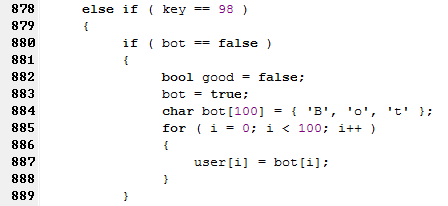 878 else if ( key == 98 )
879 {
880 if ( bot == false )
881 {
882 bool good = false;
883 bot = true;
884 char bot[100] = { 'B', 'o', 't' };
885 for ( i = 0; i < 100; i++ )
886 {
887 user[i] = bot[i];
888 }
889 }